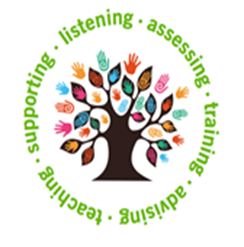 supporting · listening · assessing · training · advising · teaching ·